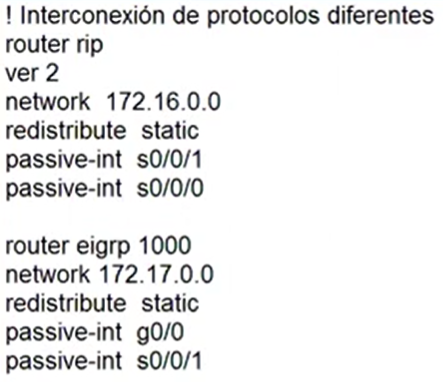 ! Interconexión de protocolos diferentes
router rip
ver 2
network 172.16.0.0
redistribute static
passive-int s0/0/1
passive-int s0/0/0

router eigrp 1000
network 172.17.0.0
redistribute static
passive-int g0/0
passive-int s0/0/1